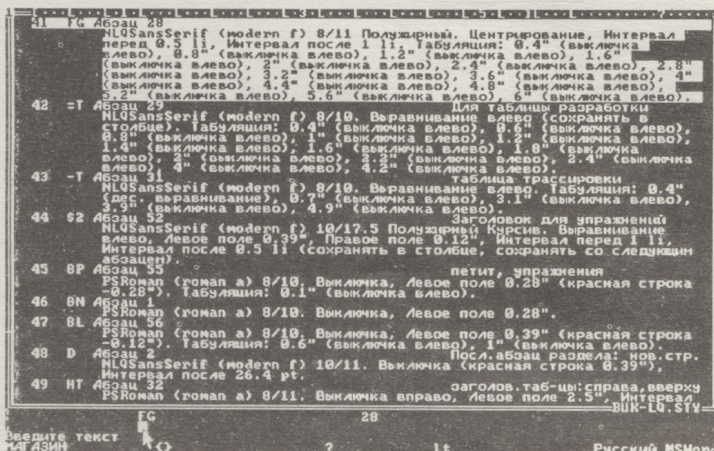 41 FG Абзац 28
NLQSansSerif (modern f) 8/11 Полужирный. Центрирование, Интервал
перед 0.5 li, Интервал после 1 li. Табуляция: 0.4" (выключка
влево), 0.8" (выключка влево), 1.2" (выключка влево), 1.6"
(выключка влево), 2" (выключка влево), 2.4" (выключка влево), 2.8"
(выключка влево), 3.2" (выключка влево), 3.6" (выключка влево), 4"
(выключка влево), 4.4" (выключка влево), 4.8" (выключка влево),
5.2" (выключка влево), 5.6" (выключка влево), 6" (выключка влево).
42 =T Абзац 29 для таблицы разработки
NLQSansSerif (modern f) 8/10. Выравнивание влево (сохранять в
столбце). Табуляция: 0.4" (выключка влево), 0.6" (выключка влево),
0.8" (выключка влево), 1" (выключка влево), 1.2" (выключка влево),
1.4" (выключка влево), 1.6" (выключка влево), 1.8" (выключка
влево), 2" (выключка влево), 2.2" (выключка влево), 2.4" (выключка
влево), 4" (выключка влево), 4.2" (выключка влево).
43 -T Абзац 31 таблица трассировки
NLQSansSerif (modern f) 8/10. Выравнивание влево. Табуляция: 0.4"
(дес. выравнивание), 0.7" (выключка влево), 3.1" (выключка влево),
3.9" (выключка влево), 4.9" (выключка влево).
44 S2 Абзац 52 Заголовок для упражнений
NLQSansSerif (modern f) 10/17.5 Полужирный Курсив. Выравнивание
влево, Левое поле 0.39", Правое поле 0.12", Интервал перед 1 li,
Интервал после 0.5 li (сохранять в столбце, сохранять со следующим
абзацем).
45 8P Абзац 55 петит, упражнения
PSRoman (roman a) 8/10. Выключка, Левое поле 0.28" (красная строка
-0.28"). Табуляция: 0.1" (выключка влево).
46 8N Абзац 1
PSRoman (roman a) 8/10. Выключка, Левое поле 0.28".
47 8L Абзац 56
PSRoman (roman a) 8/10. Выключка, Левое поле 0.39" (красная строка
-0.12"). Табуляция: 0.6" (выключка влево), 1" (выключка влево).
48 D Абзац 2 Посл.абзац раздела: нов.стр.
NLQSansSerif (modern f) 10/11. Выключка (красная строка 0.39"),
Интервал после 26.4 pt.
49 HT Абзац 32 заголов.таб-цы:справа,вверху
PSRoman (roman a) 8/11. Выключка вправо, Левое поле 2.5", Интервал
BUK-LQ.STY
FG 28
Введите текст
МАГАЗИН {} ? lt Русский MSWord